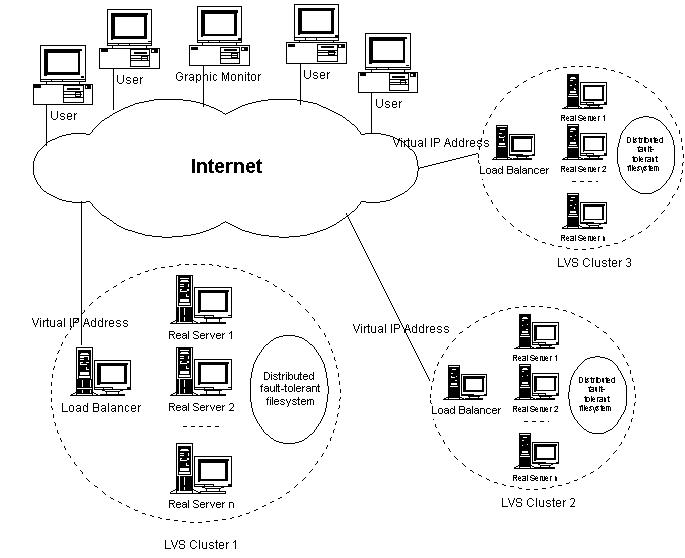 User
User
Graphic Monitor
User
User
Internet
Virtual IP Address
Load Balancer
Real Server 1
Real Server 2
Real Server n
Distributed
fault-
tolerant
filesystem
LVS Cluster 3
Virtual IP Address
Load Balancer
Real Server 1
Real Server 2
Real Server n
Distributed
fault-tolerant
filesystem
LVS Cluster 1
Virtual IP Address
Load Balancer
Real Server 1
Real Server 2
Real Server n
Distributed
fault-
tolerant
filesystem
LVS Cluster 2